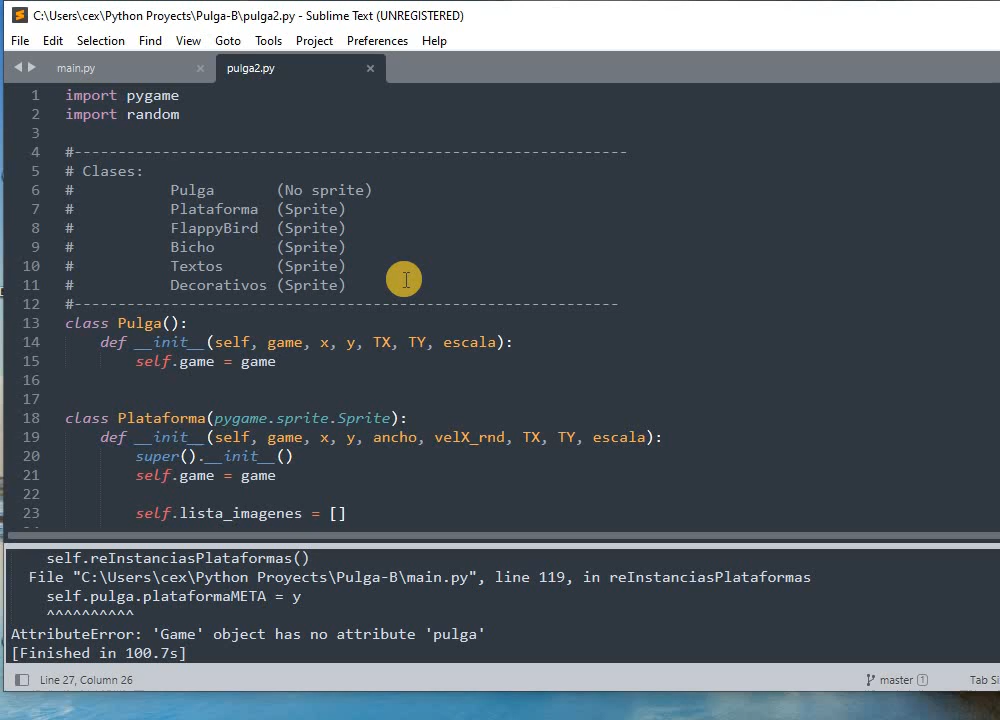 C:\Users\cex\Python Proyects\Pulga-B\pulga2.py - Sublime Text (UNREGISTERED)
File Edit Selection Find View Goto Tools Project Preferences Help
main.py × pulga2.py ×
1 import pygame
2 import random
3
4 #---------------------------------------------------------------
5 # Clases:
6 # Pulga (No sprite)
7 # Plataforma (Sprite)
8 # FlappyBird (Sprite)
9 # Bicho (Sprite)
10 # Textos (Sprite)
11 # Decorativos (Sprite)
12 #--------------------------------------------------------------
13 class Pulga():
14 def __init__(self, game, x, y, TX, TY, escala):
15 self.game = game
16
17
18 class Plataforma(pygame.sprite.Sprite):
19 def __init__(self, game, x, y, ancho, velX_rnd, TX, TY, escala):
20 super().__init__()
21 self.game = game
22
23 self.lista_imagenes = []
self.reInstanciasPlataformas()
File "C:\Users\cex\Python Proyects\Pulga-B\main.py", line 119, in reInstanciasPlataformas
self.pulga.plataformaMETA = y
^^^^^^^^^^
AttributeError: 'Game' object has no attribute 'pulga'
[Finished in 100.7s]
Line 27, Column 26 master 1 Tab Si